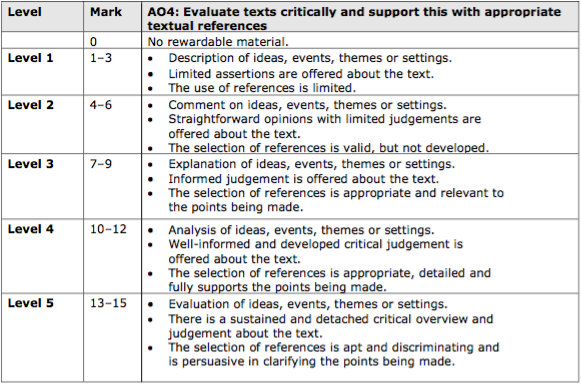 Level Mark AO4: Evaluate texts critically and support this with appropriate
textual references
0 No rewardable material.
Level 1 1–3 • Description of ideas, events, themes or settings.
• Limited assertions are offered about the text.
• The use of references is limited.
Level 2 4–6 • Comment on ideas, events, themes or settings.
• Straightforward opinions with limited judgements are
offered about the text.
• The selection of references is valid, but not developed.
Level 3 7–9 • Explanation of ideas, events, themes or settings.
• Informed judgement is offered about the text.
• The selection of references is appropriate and relevant to
the points being made.
Level 4 10–12 • Analysis of ideas, events, themes or settings.
• Well-informed and developed critical judgement is
offered about the text.
• The selection of references is appropriate, detailed and
fully supports the points being made.
Level 5 13–15 • Evaluation of ideas, events, themes or settings.
• There is a sustained and detached critical overview and
judgement about the text.
• The selection of references is apt and discriminating and
is persuasive in clarifying the points being made.